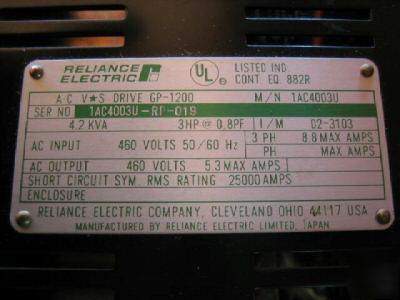 RELIANCE ELECTRIC R UL LISTED IND. CONT. EQ. 882R
A-C V★S DRIVE GP-1200 M/N 1AC4003U
SER NO 1AC4003U-RP-019
4.2 KVA 3HP @ 0.8PF I/M D2-3103
AC INPUT 460 VOLTS 50/60 Hz 3 PH 8.8 MAX AMPS
PH MAX AMPS
AC OUTPUT 460 VOLTS 5.3 MAX AMPS
SHORT CIRCUIT SYM. RMS RATING 25000 AMPS
ENCLOSURE
RELIANCE ELECTRIC COMPANY, CLEVELAND OHIO 44117 USA
MANUFACTURED BY RELIANCE ELECTRIC LIMITED, JAPAN